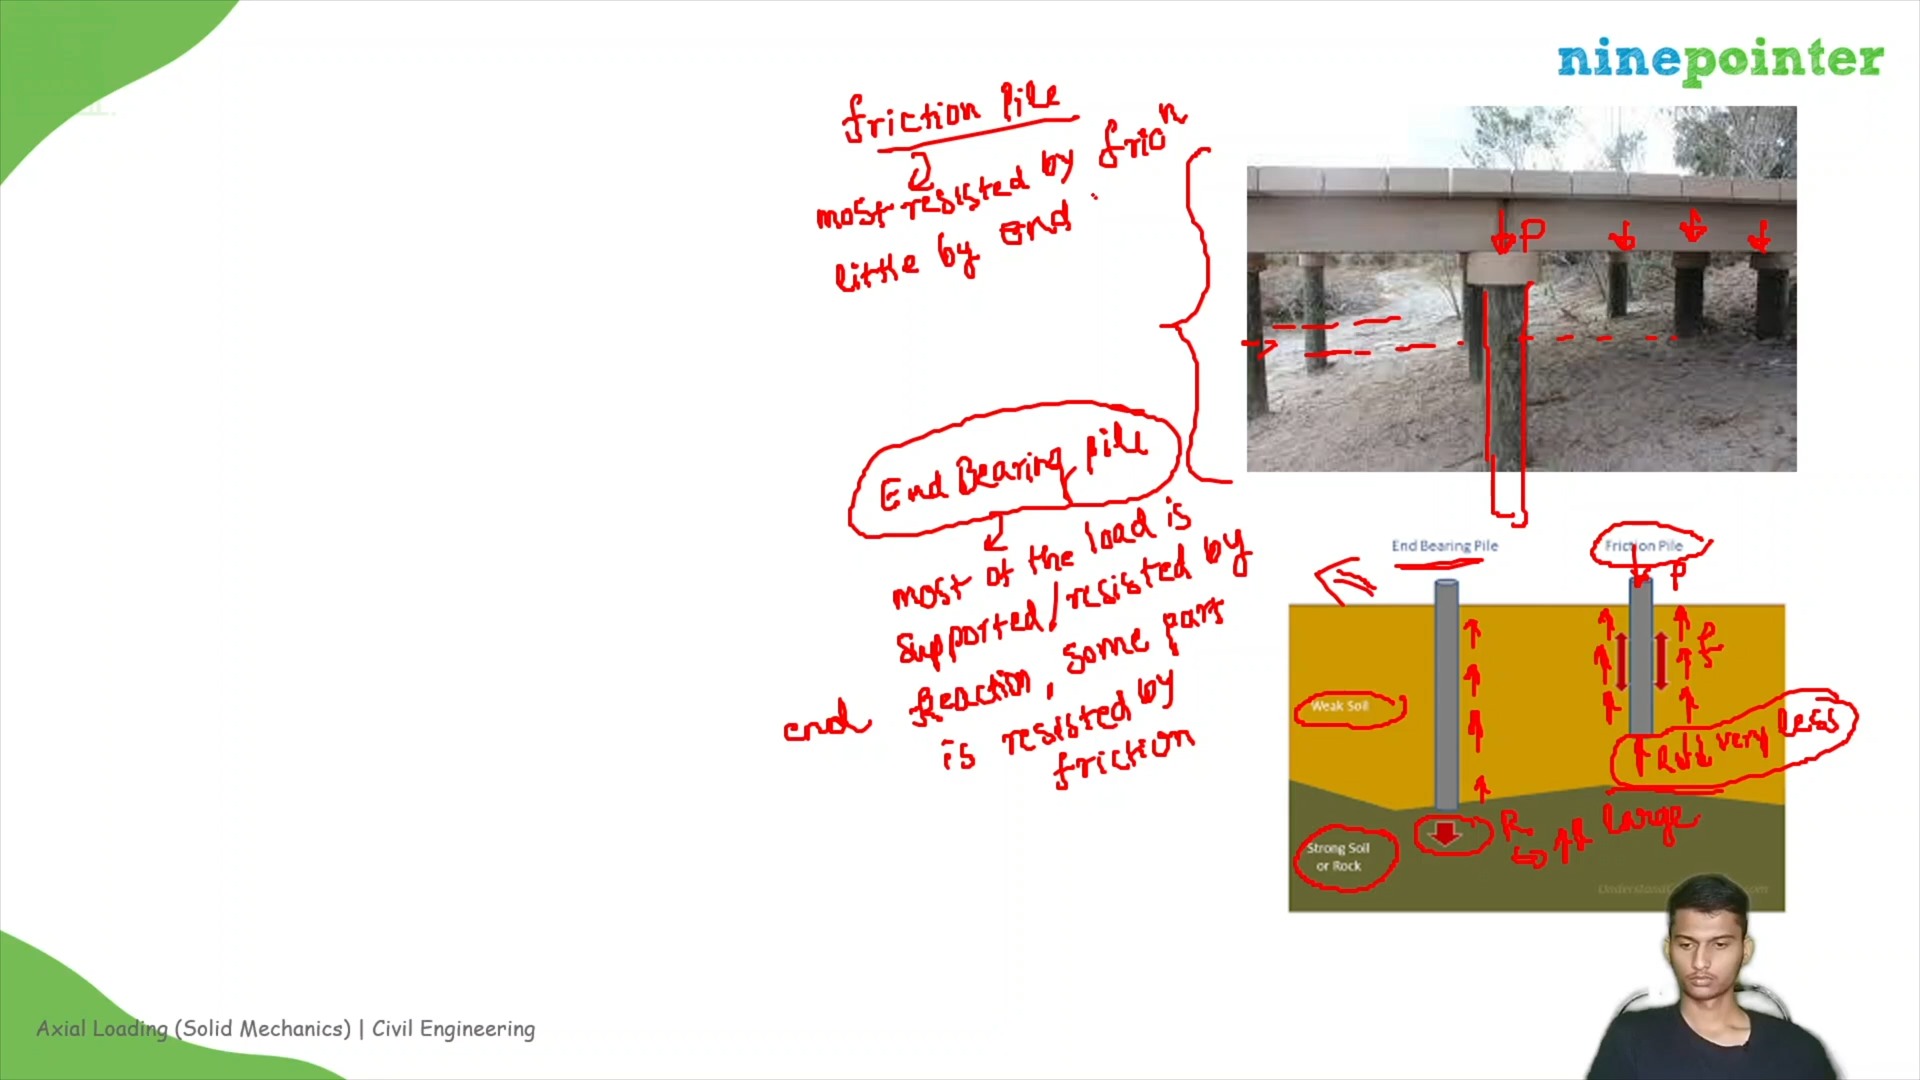 ninepointer
friction pile
most resisted by frioⁿ
little by end
P
End Bearing pile
most of the load is
supported/resisted by
end Reaction, some part
is resisted by
friction
End Bearing Pile
Friction Pile
P
f
Weak Soil
very less
R
large
Strong Soil
or Rock
Axial Loading (Solid Mechanics) | Civil Engineering